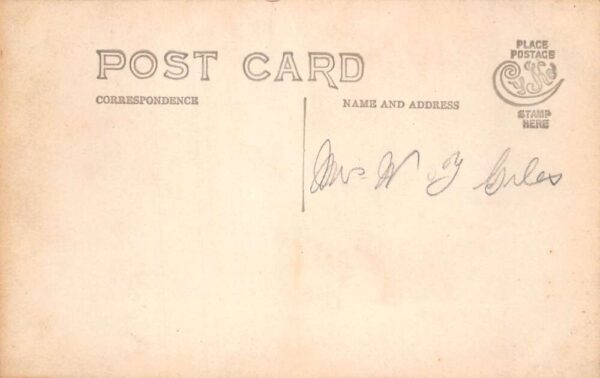 POST CARD
CORRESPONDENCE
NAME AND ADDRESS
PLACE
POSTAGE
STAMP
HERE
Mrs W. Y Giles